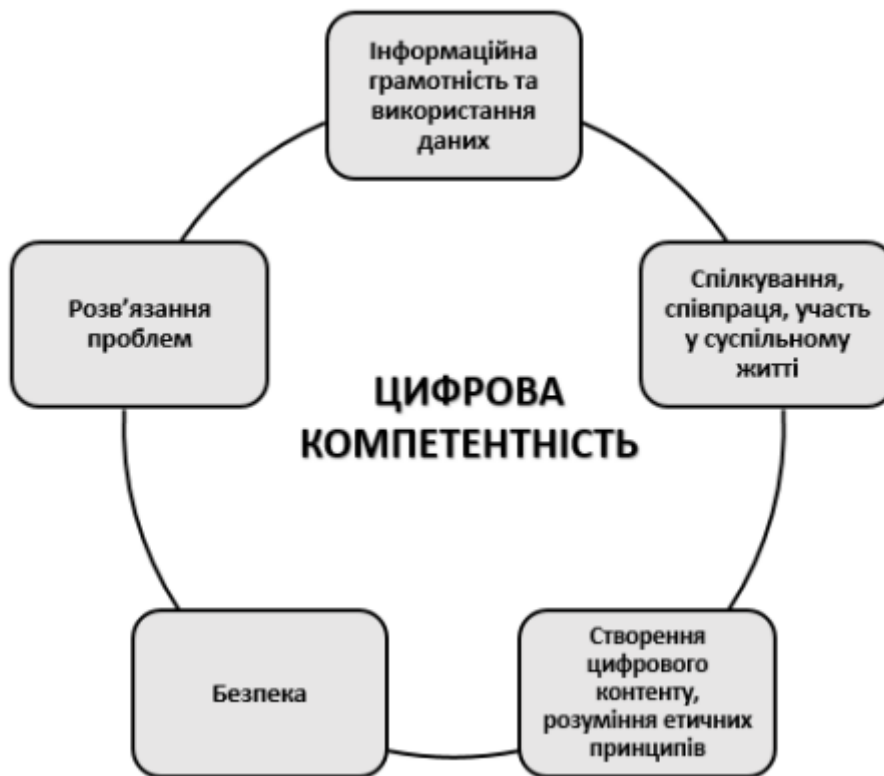 Інформаційна
грамотність та
використання
даних
Розв’язання
проблем
Спілкування,
співпраця, участь
у суспільному
житті
ЦИФРОВА
КОМПЕТЕНТНІСТЬ
Безпека
Створення
цифрового
контенту,
розуміння етичних
принципів